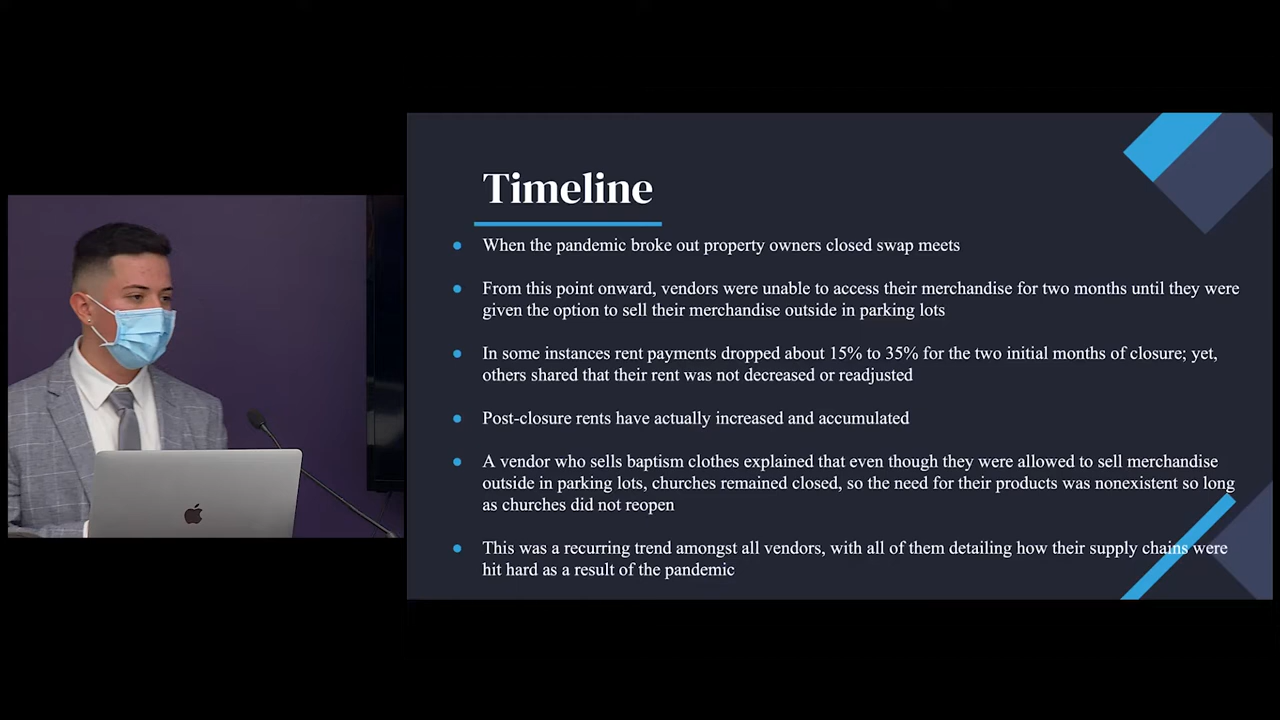 Timeline
When the pandemic broke out property owners closed swap meets
From this point onward, vendors were unable to access their merchandise for two months until they were
given the option to sell their merchandise outside in parking lots
In some instances rent payments dropped about 15% to 35% for the two initial months of closure; yet,
others shared that their rent was not decreased or readjusted
Post-closure rents have actually increased and accumulated
A vendor who sells baptism clothes explained that even though they were allowed to sell merchandise
outside in parking lots, churches remained closed, so the need for their products was nonexistent so long
as churches did not reopen
This was a recurring trend amongst all vendors, with all of them detailing how their supply chains were
hit hard as a result of the pandemic